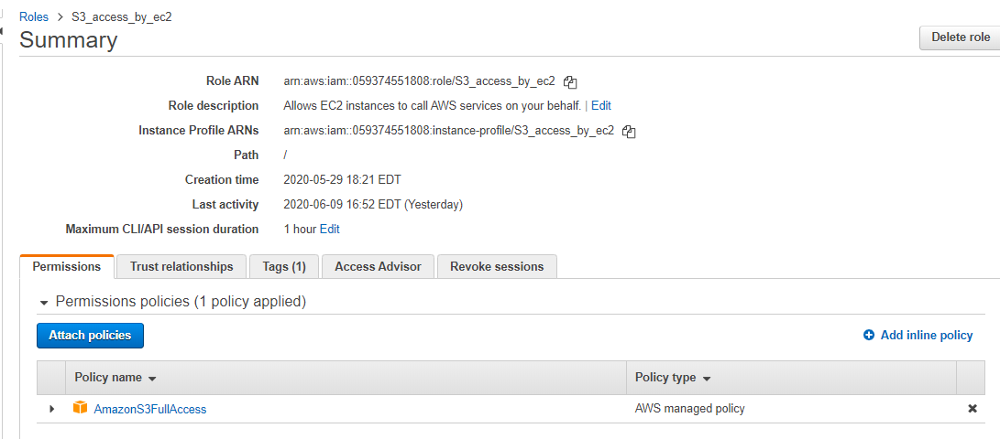 Roles > S3_access_by_ec2
Summary
Delete role
Role ARN arn:aws:iam::059374551808:role/S3_access_by_ec2
Role description Allows EC2 instances to call AWS services on your behalf. | Edit
Instance Profile ARNs arn:aws:iam::059374551808:instance-profile/S3_access_by_ec2
Path /
Creation time 2020-05-29 18:21 EDT
Last activity 2020-06-09 16:52 EDT (Yesterday)
Maximum CLI/API session duration 1 hour Edit
Permissions Trust relationships Tags (1) Access Advisor Revoke sessions
Permissions policies (1 policy applied)
Attach policies Add inline policy
Policy name Policy type
AmazonS3FullAccess AWS managed policy